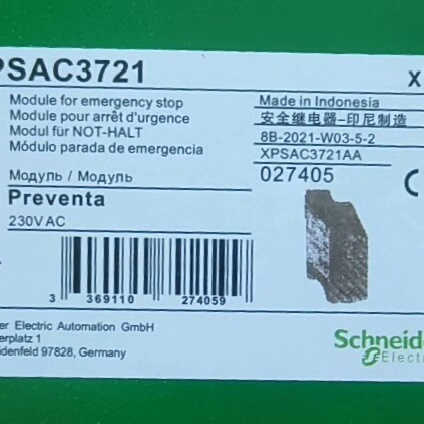 PSAC3721
X
Module for emergency stop
Module pour arrêt d'urgence
Modul für NOT-HALT
Módulo parada de emergencia
Модуль / Модуль
Preventa
230V AC
Made in Indonesia
安全继电器-印尼制造
8B-2021-W03-5-2
XPSAC3721AA
027405
3 369110 274059
er Electric Automation GmbH
erplatz 1
idenfeld 97828, Germany
Schneide
Electr